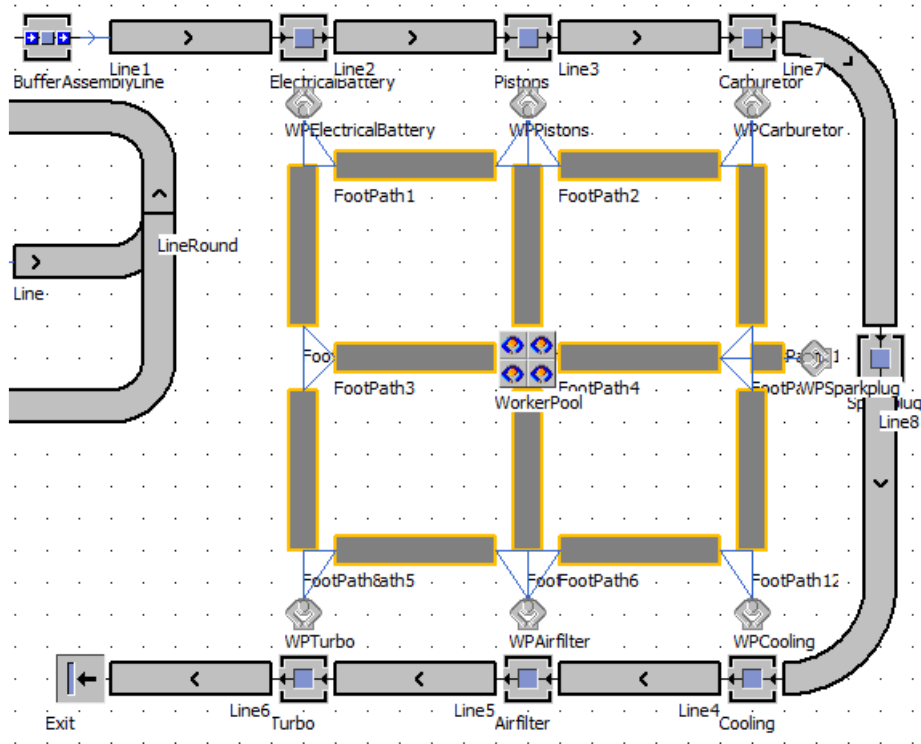 Line1
Line2
Line3
Line7
BufferAssemblyLine
ElectricalBattery
Pistons
Carburetor
WPElectricalBattery
WPPistons
WPCarburetor
FootPath1
FootPath2
LineRound
Line
FootPath3
FootPath4
WPSparkplug
WorkerPool
Line8
FootPath6
FootPath12
WPTurbo
WPAirfilter
WPCooling
Line6
Line5
Line4
Exit
Turbo
Airfilter
Cooling